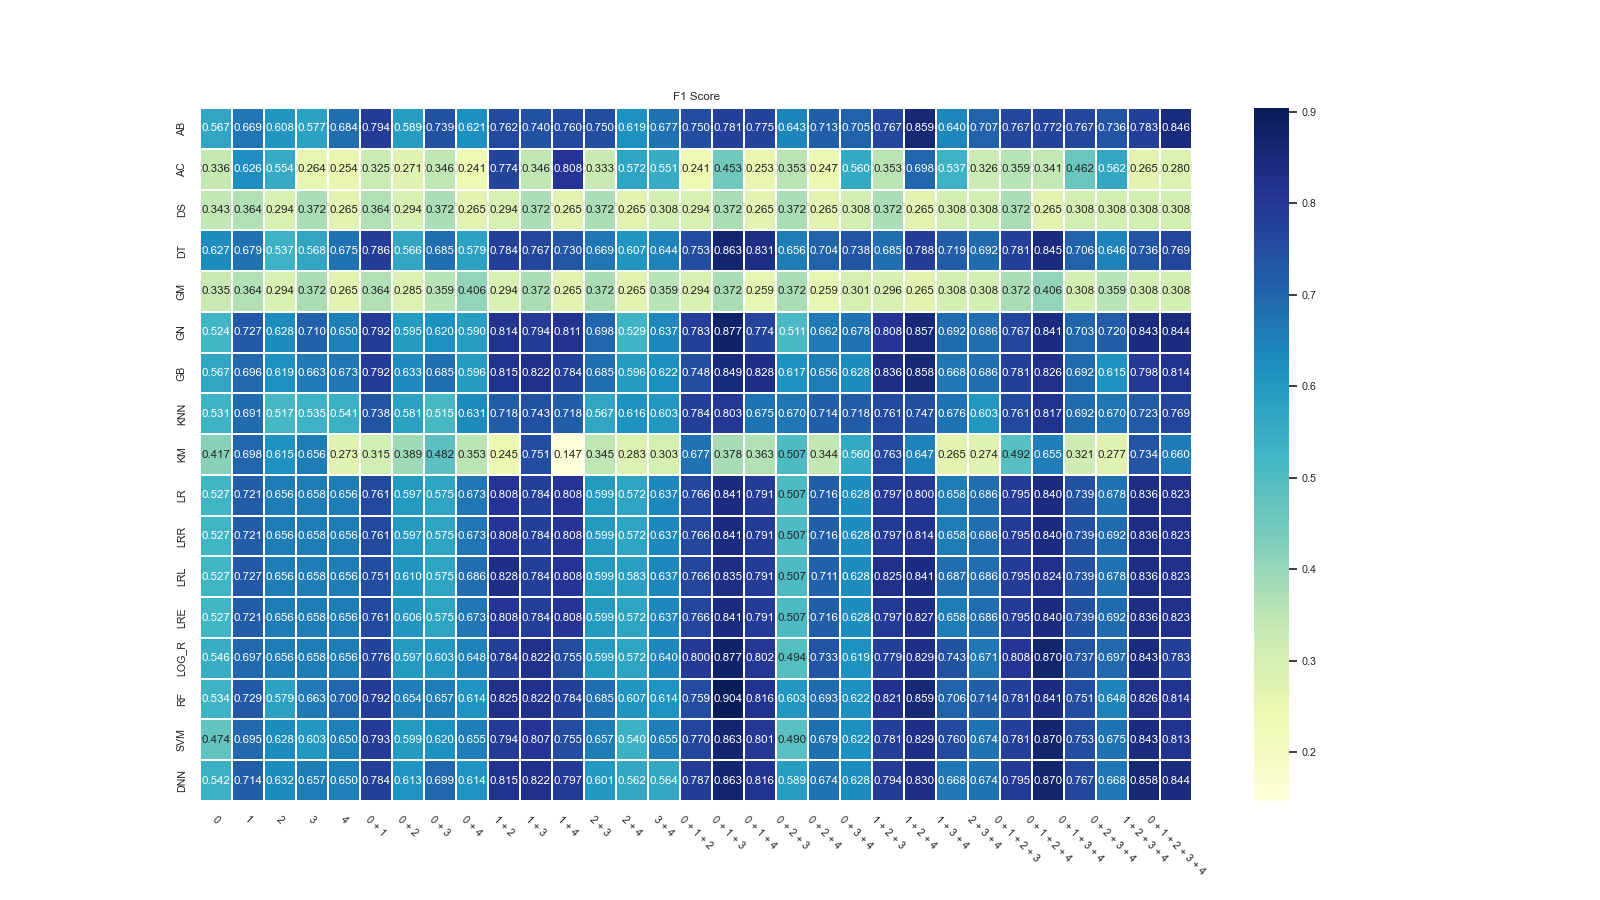 F1 Score
AB 0.567 0.669 0.608 0.577 0.684 0.794 0.589 0.739 0.621 0.762 0.740 0.760 0.750 0.619 0.677 0.750 0.781 0.775 0.643 0.713 0.705 0.767 0.859 0.640 0.707 0.767 0.772 0.767 0.736 0.783 0.846
AC 0.336 0.626 0.554 0.264 0.254 0.325 0.271 0.346 0.241 0.774 0.346 0.808 0.333 0.572 0.551 0.241 0.453 0.253 0.353 0.247 0.560 0.353 0.698 0.537 0.326 0.359 0.341 0.462 0.562 0.265 0.280
DS 0.343 0.364 0.294 0.372 0.265 0.364 0.294 0.372 0.265 0.294 0.372 0.265 0.372 0.265 0.308 0.294 0.372 0.265 0.372 0.265 0.308 0.372 0.265 0.308 0.308 0.372 0.265 0.308 0.308 0.308 0.308
DT 0.627 0.679 0.537 0.568 0.675 0.786 0.566 0.685 0.579 0.784 0.767 0.730 0.669 0.607 0.644 0.753 0.863 0.831 0.656 0.704 0.738 0.685 0.788 0.719 0.692 0.781 0.845 0.706 0.646 0.736 0.769
GM 0.335 0.364 0.294 0.372 0.265 0.364 0.285 0.359 0.406 0.294 0.372 0.265 0.372 0.265 0.359 0.294 0.372 0.259 0.372 0.259 0.301 0.296 0.265 0.308 0.308 0.372 0.406 0.308 0.359 0.308 0.308
GN 0.524 0.727 0.628 0.710 0.650 0.792 0.595 0.620 0.590 0.814 0.794 0.811 0.698 0.529 0.637 0.783 0.877 0.774 0.511 0.662 0.678 0.808 0.857 0.692 0.686 0.767 0.841 0.703 0.720 0.843 0.844
GB 0.567 0.696 0.619 0.663 0.673 0.792 0.633 0.685 0.596 0.815 0.822 0.784 0.685 0.596 0.622 0.748 0.849 0.828 0.617 0.656 0.628 0.836 0.858 0.668 0.686 0.781 0.826 0.692 0.615 0.798 0.814
KNN 0.531 0.691 0.517 0.535 0.541 0.738 0.581 0.515 0.631 0.718 0.743 0.718 0.567 0.616 0.603 0.784 0.803 0.675 0.670 0.714 0.718 0.761 0.747 0.676 0.603 0.761 0.817 0.692 0.670 0.723 0.769
KM 0.417 0.698 0.615 0.656 0.273 0.315 0.389 0.482 0.353 0.245 0.751 0.147 0.345 0.283 0.303 0.677 0.378 0.363 0.507 0.344 0.560 0.763 0.647 0.265 0.274 0.492 0.655 0.321 0.277 0.734 0.660
LR 0.527 0.721 0.656 0.658 0.656 0.761 0.597 0.575 0.673 0.808 0.784 0.808 0.599 0.572 0.637 0.766 0.841 0.791 0.507 0.716 0.628 0.797 0.800 0.658 0.686 0.795 0.840 0.739 0.678 0.836 0.823
LRR 0.527 0.721 0.656 0.658 0.656 0.761 0.597 0.575 0.673 0.808 0.784 0.808 0.599 0.572 0.637 0.766 0.841 0.791 0.507 0.716 0.628 0.797 0.814 0.658 0.686 0.795 0.840 0.739 0.692 0.836 0.823
LRL 0.527 0.727 0.656 0.658 0.656 0.751 0.610 0.575 0.686 0.828 0.784 0.808 0.599 0.583 0.637 0.766 0.835 0.791 0.507 0.711 0.628 0.825 0.841 0.687 0.686 0.795 0.824 0.739 0.678 0.836 0.823
LRE 0.527 0.721 0.656 0.658 0.656 0.761 0.606 0.575 0.673 0.808 0.784 0.808 0.599 0.572 0.637 0.766 0.841 0.791 0.507 0.716 0.628 0.797 0.827 0.658 0.686 0.795 0.840 0.739 0.692 0.836 0.823
LOG_R 0.546 0.697 0.656 0.658 0.656 0.776 0.597 0.603 0.648 0.784 0.822 0.755 0.599 0.572 0.640 0.800 0.877 0.802 0.494 0.733 0.619 0.779 0.829 0.743 0.671 0.808 0.870 0.737 0.697 0.843 0.783
RF 0.534 0.729 0.579 0.663 0.700 0.792 0.654 0.657 0.614 0.825 0.822 0.784 0.685 0.607 0.614 0.759 0.904 0.816 0.603 0.693 0.622 0.821 0.859 0.706 0.714 0.781 0.841 0.751 0.648 0.826 0.814
SVM 0.474 0.695 0.628 0.603 0.650 0.793 0.599 0.620 0.655 0.794 0.807 0.755 0.657 0.540 0.655 0.770 0.863 0.801 0.490 0.679 0.622 0.781 0.829 0.760 0.674 0.781 0.870 0.753 0.675 0.843 0.813
DNN 0.542 0.714 0.632 0.657 0.650 0.784 0.613 0.699 0.614 0.815 0.822 0.797 0.601 0.562 0.564 0.787 0.863 0.816 0.589 0.674 0.628 0.794 0.830 0.668 0.674 0.795 0.870 0.767 0.668 0.858 0.844
0 1 2 3 4 0 + 1 0 + 2 0 + 3 0 + 4 1 + 2 1 + 3 1 + 4 2 + 3 2 + 4 3 + 4 0 + 1 + 2 0 + 1 + 3 0 + 1 + 4 0 + 2 + 3 0 + 2 + 4 0 + 3 + 4 1 + 2 + 3 1 + 2 + 4 1 + 3 + 4 2 + 3 + 4 0 + 1 + 2 + 3 0 + 1 + 2 + 4 0 + 1 + 3 + 4 0 + 2 + 3 + 4 1 + 2 + 3 + 4 0 + 1 + 2 + 3 + 4
0.9
0.8
0.7
0.6
0.5
0.4
0.3
0.2